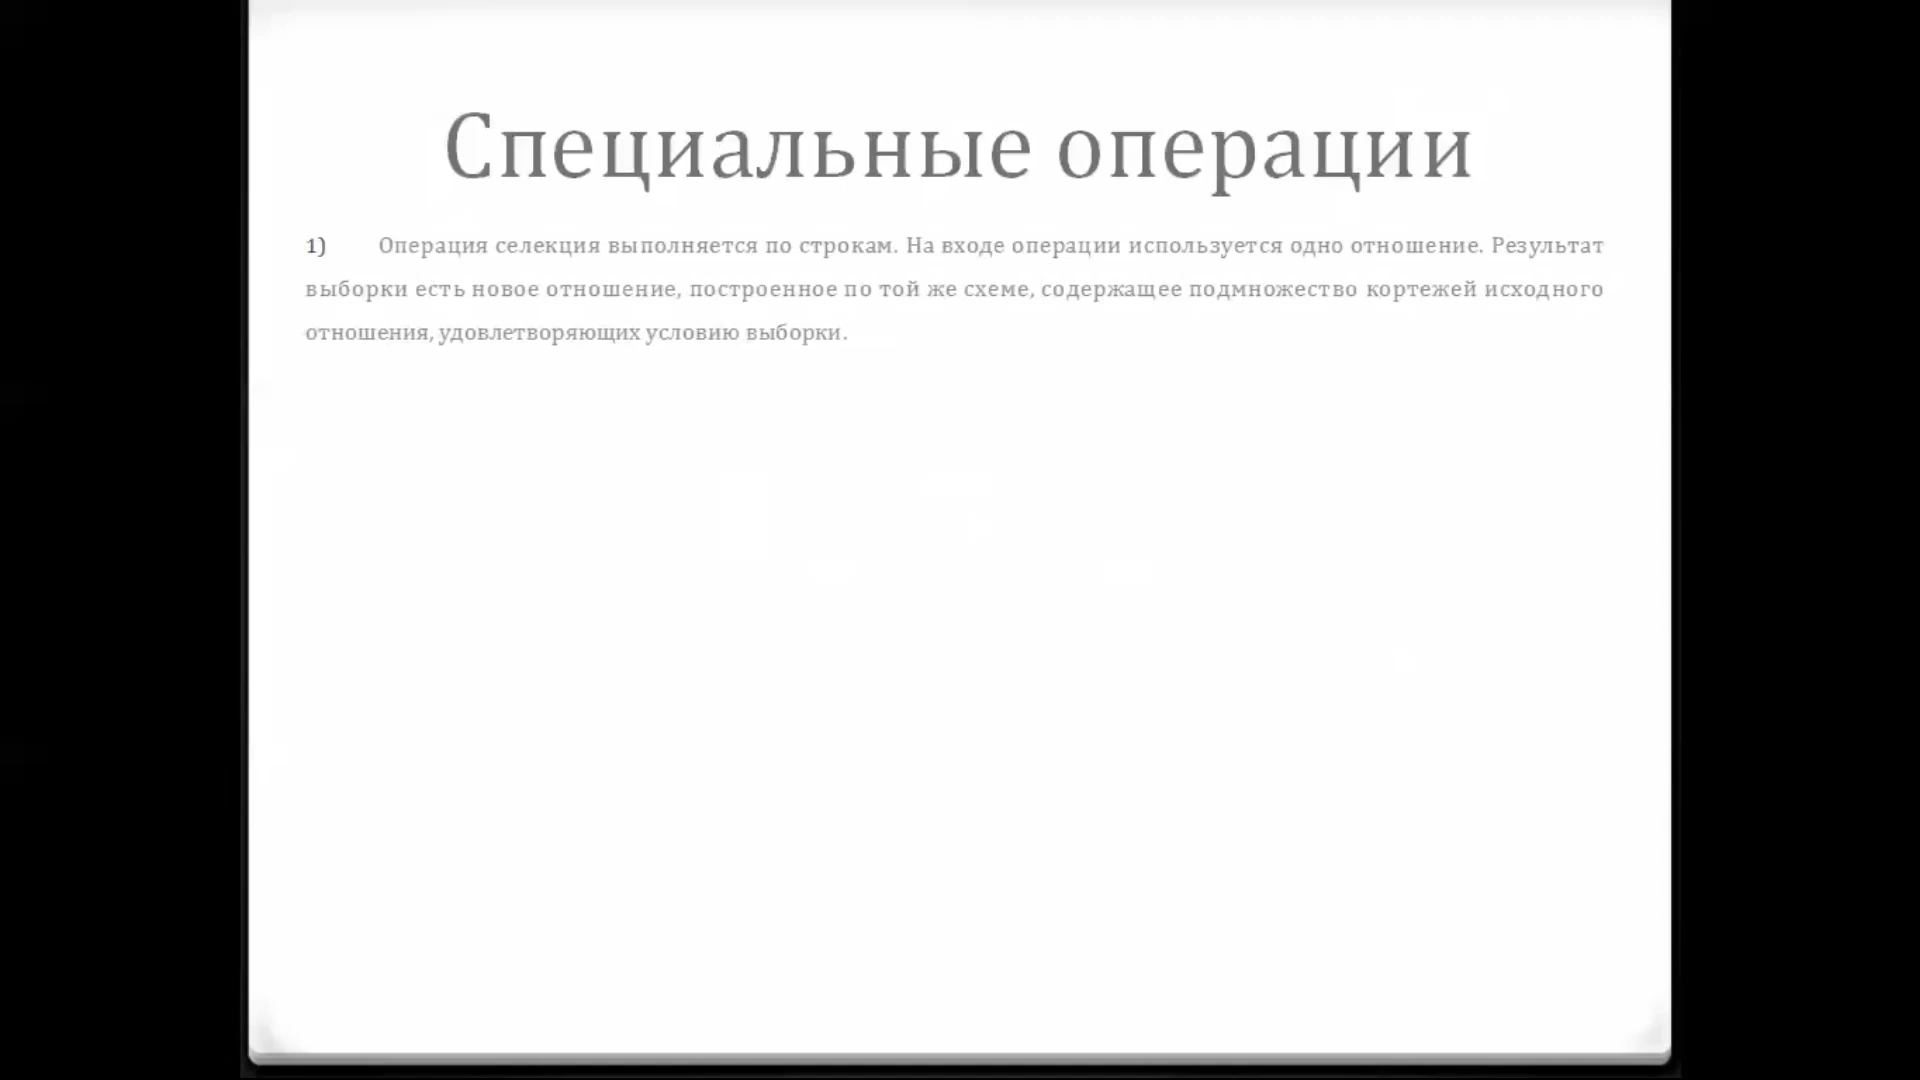 Специальные операции
1) Операция селекция выполняется по строкам. На входе операции используется одно отношение. Результат
выборки есть новое отношение, построенное по той же схеме, содержащее подмножество кортежей исходного
отношения, удовлетворяющих условию выборки.